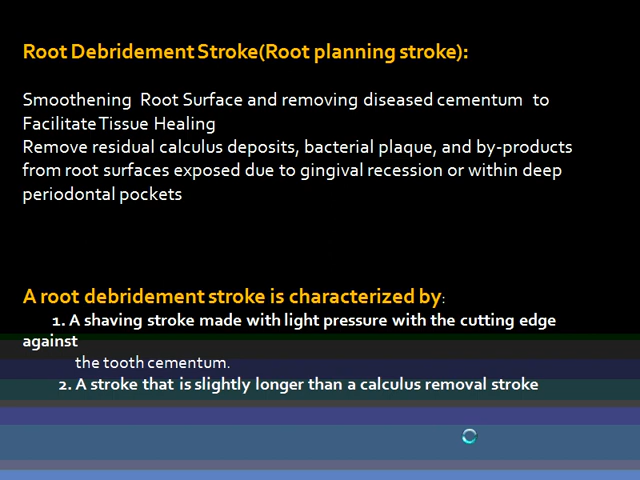 Root Debridement Stroke(Root planning stroke):
Smoothening Root Surface and removing diseased cementum to
Facilitate Tissue Healing
Remove residual calculus deposits, bacterial plaque, and by-products
from root surfaces exposed due to gingival recession or within deep
periodontal pockets
A root debridement stroke is characterized by:
1. A shaving stroke made with light pressure with the cutting edge
against
the tooth cementum.
2. A stroke that is slightly longer than a calculus removal stroke